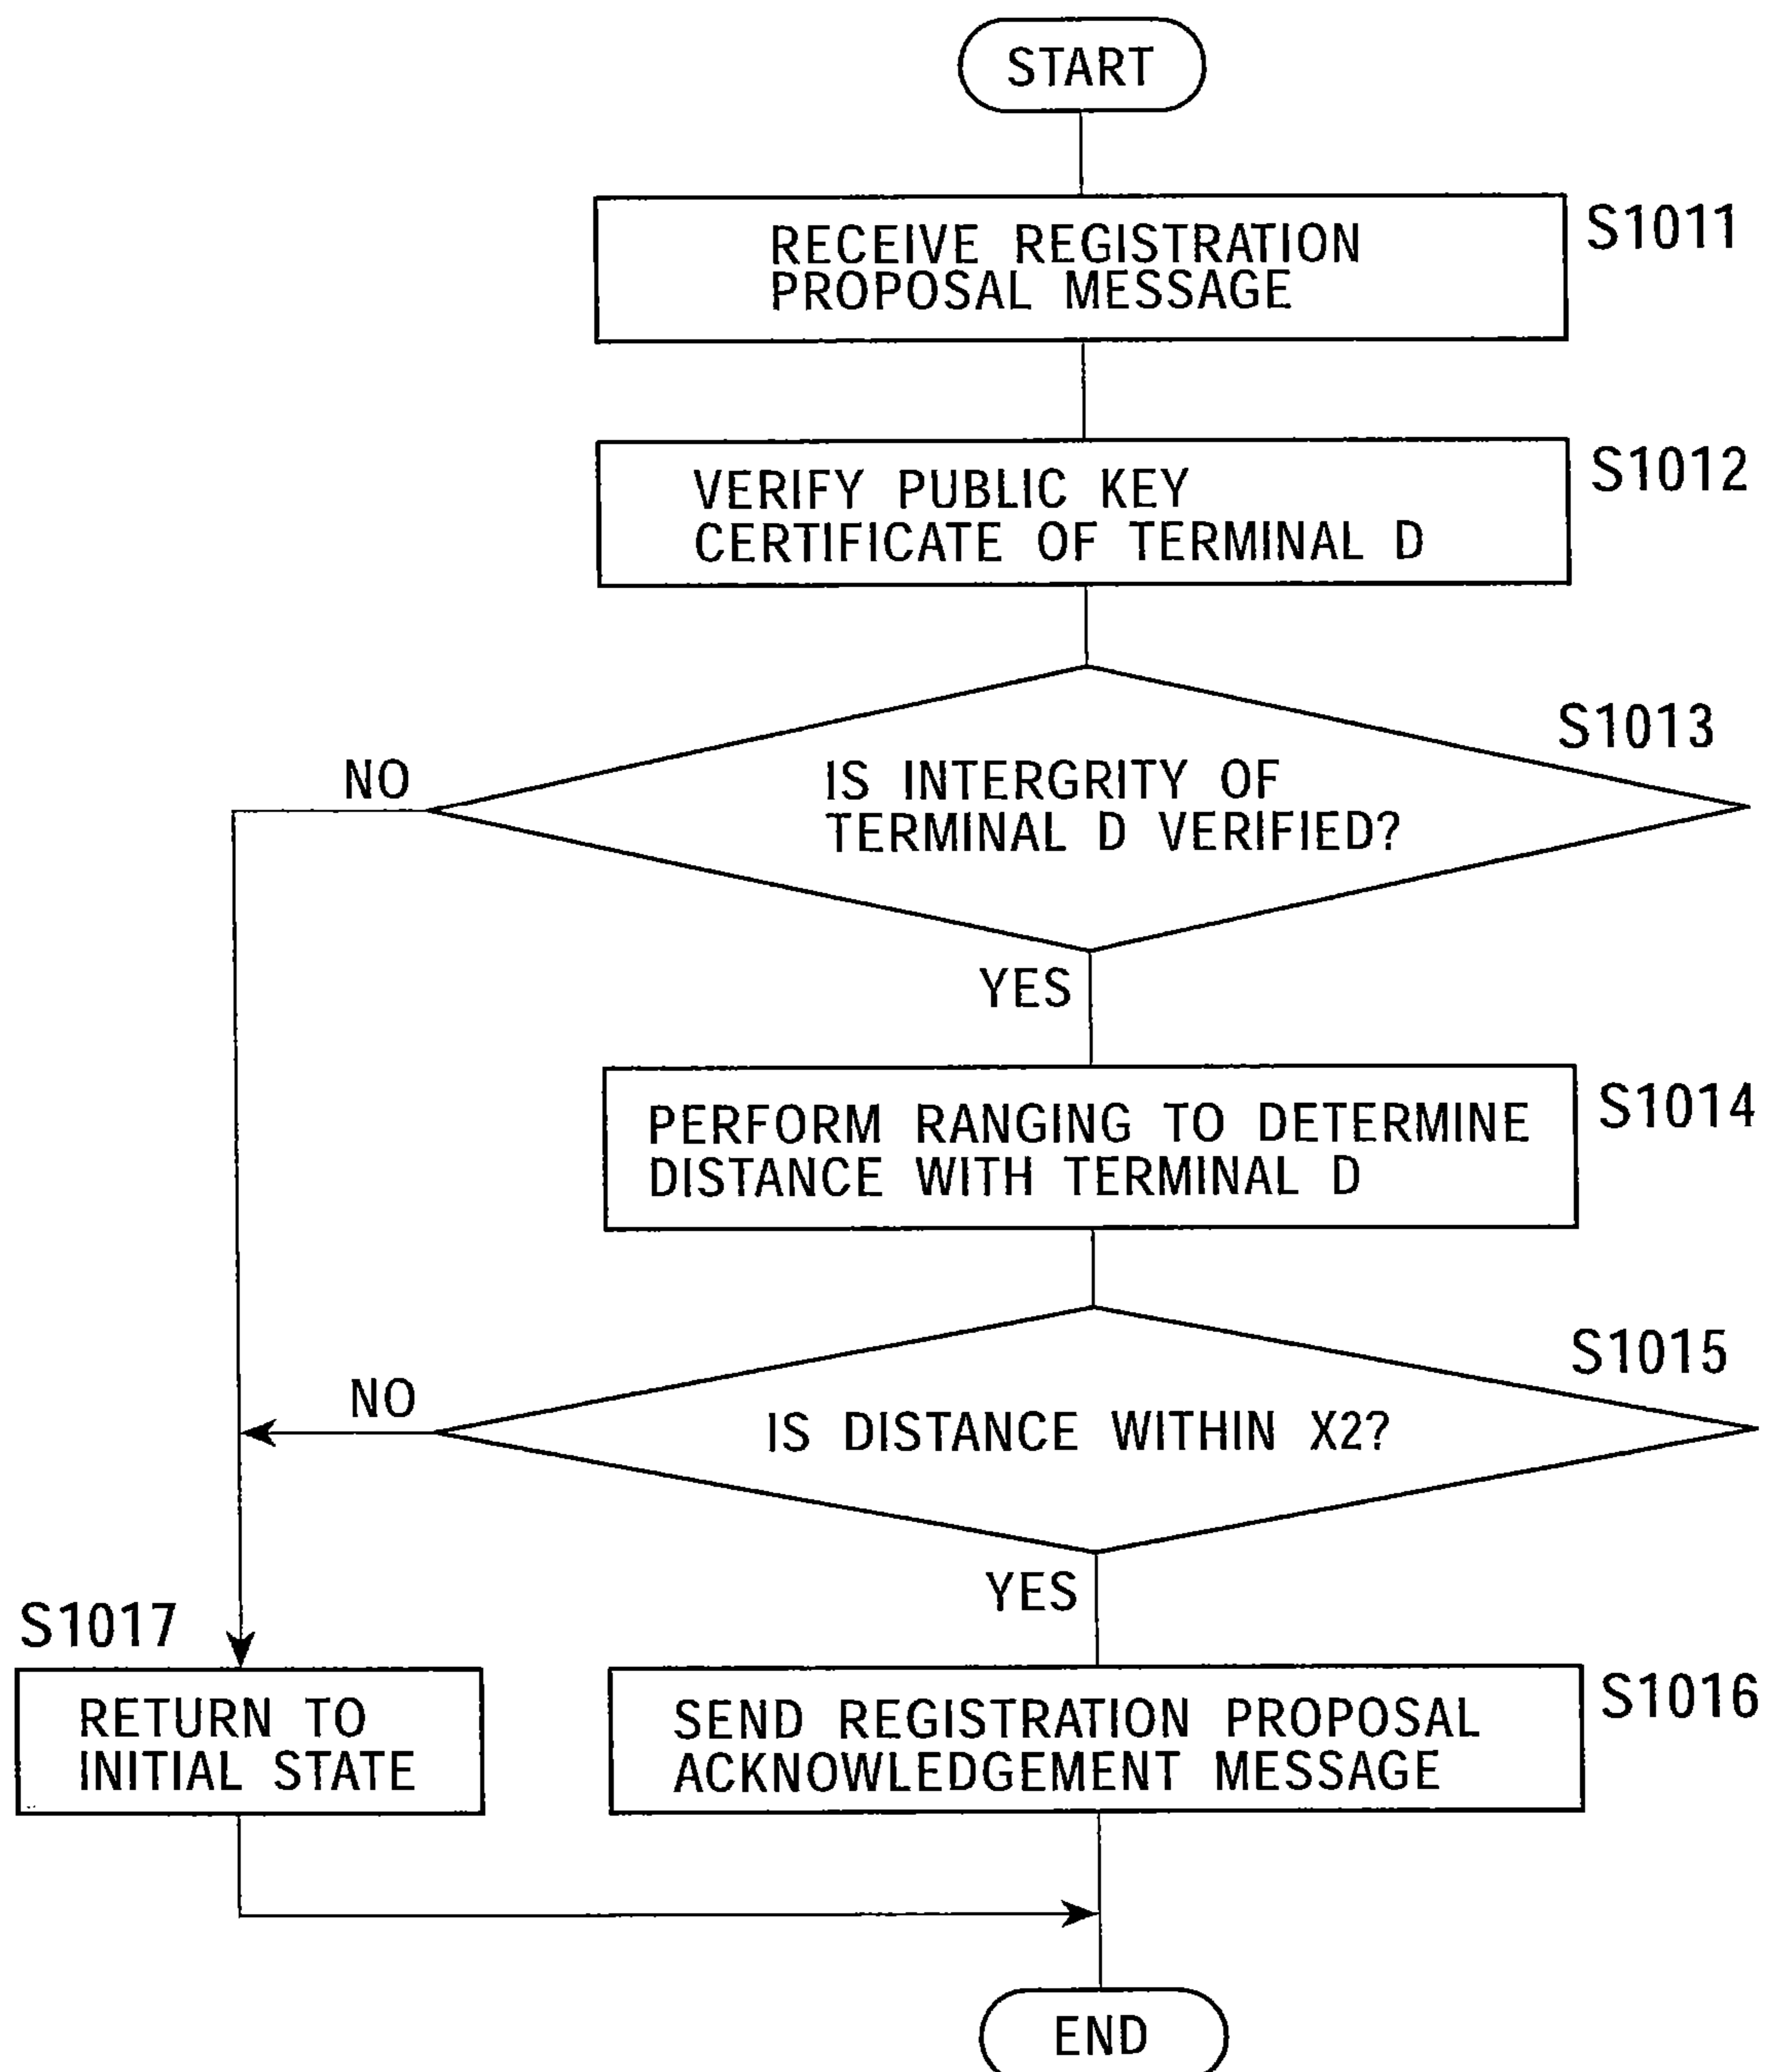 START
RECEIVE REGISTRATION
PROPOSAL MESSAGE
S1011
VERIFY PUBLIC KEY
CERTIFICATE OF TERMINAL D
S1012
S1013
NO
IS INTERGRITY OF
TERMINAL D VERIFIED?
YES
PERFORM RANGING TO DETERMINE
DISTANCE WITH TERMINAL D
S1014
S1015
NO
IS DISTANCE WITHIN X2?
YES
S1017
RETURN TO
INITIAL STATE
SEND REGISTRATION PROPOSAL
ACKNOWLEDGEMENT MESSAGE
S1016
END